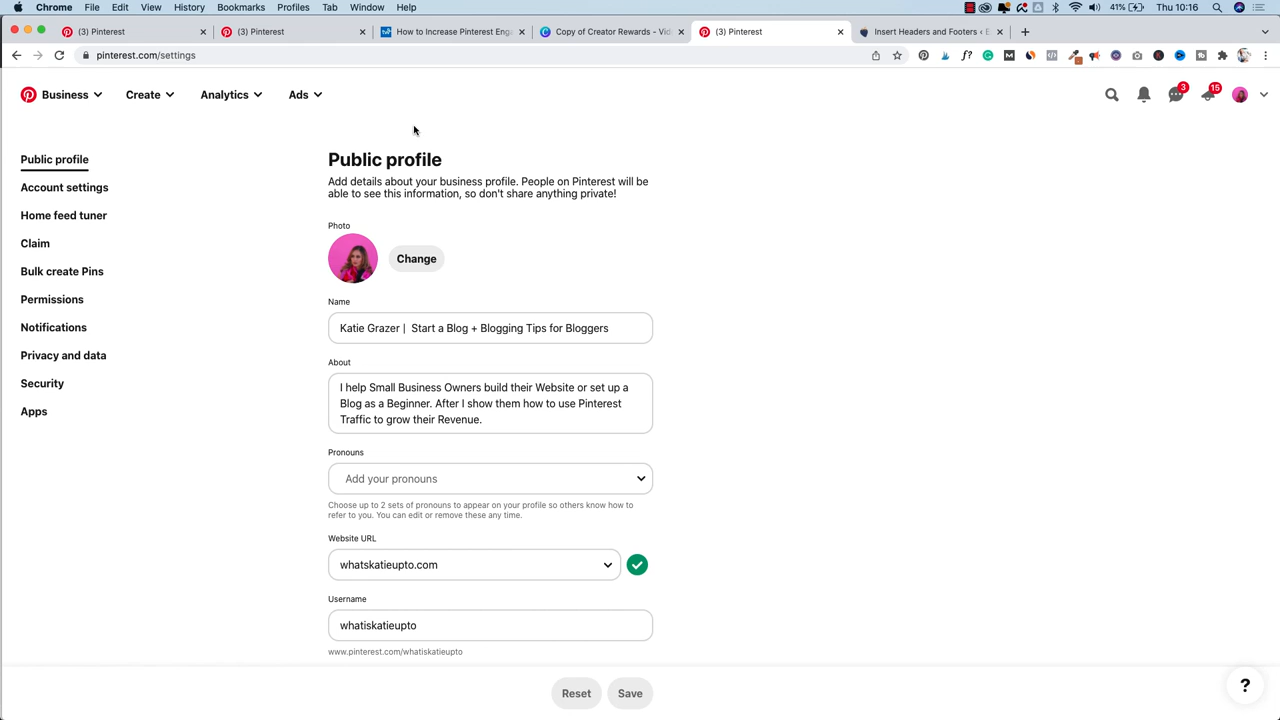 Chrome File Edit View History Bookmarks Profiles Tab Window Help 41% Thu 10:16
(3) Pinterest (3) Pinterest How to Increase Pinterest Eng Copy of Creator Rewards - Vid (3) Pinterest Insert Headers and Footers ‹ E
pinterest.com/settings
Business Create Analytics Ads 3 15
Public profile
Account settings
Home feed tuner
Claim
Bulk create Pins
Permissions
Notifications
Privacy and data
Security
Apps
Public profile
Add details about your business profile. People on Pinterest will be
able to see this information, so don't share anything private!
Photo
Change
Name
Katie Grazer | Start a Blog + Blogging Tips for Bloggers
About
I help Small Business Owners build their Website or set up a
Blog as a Beginner. After I show them how to use Pinterest
Traffic to grow their Revenue.
Pronouns
Add your pronouns
Choose up to 2 sets of pronouns to appear on your profile so others know how to
refer to you. You can edit or remove these any time.
Website URL
whatskatieupto.com
Username
whatiskatieupto
www.pinterest.com/whatiskatieupto
Reset Save
?